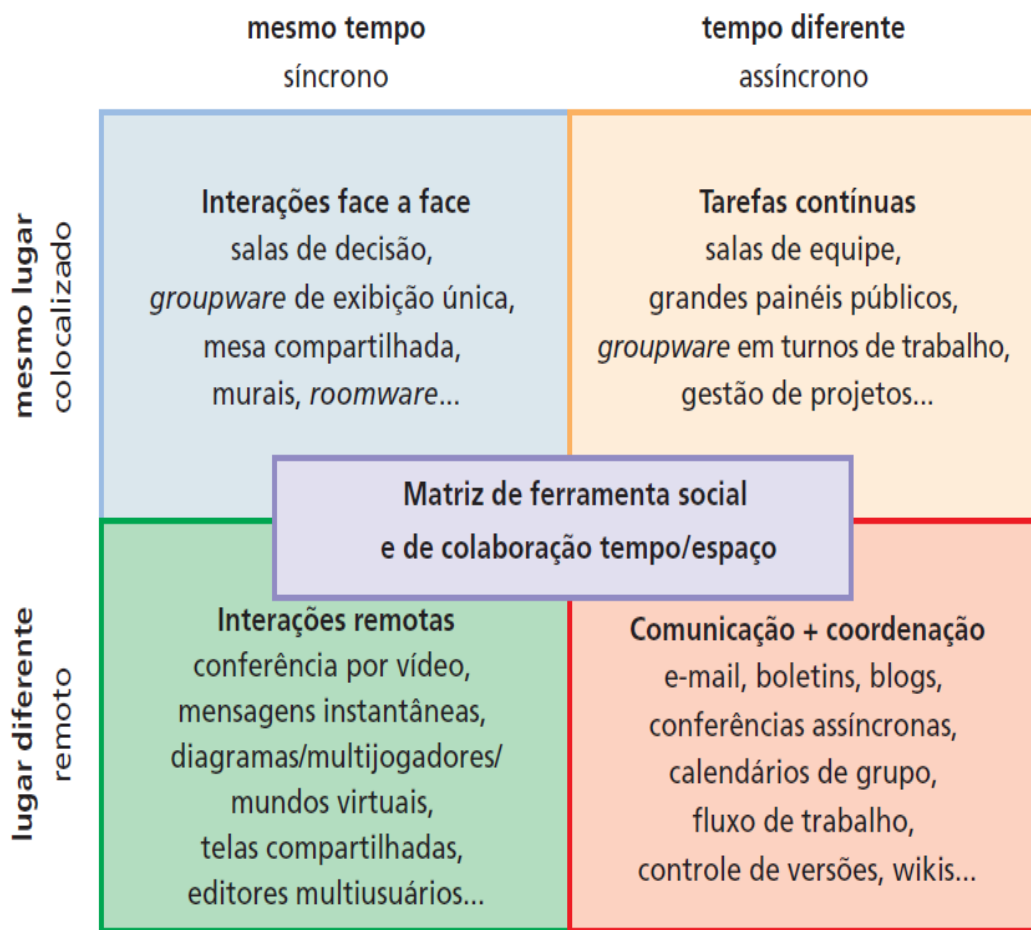 mesmo tempo
síncrono
tempo diferente
assíncrono
mesmo lugar
colocalizado
Interações face a face
salas de decisão,
groupware de exibição única,
mesa compartilhada,
murais, roomware...
Tarefas contínuas
salas de equipe,
grandes painéis públicos,
groupware em turnos de trabalho,
gestão de projetos...
Matriz de ferramenta social
e de colaboração tempo/espaço
lugar diferente
remoto
Interações remotas
conferência por vídeo,
mensagens instantâneas,
diagramas/multijogadores/
mundos virtuais,
telas compartilhadas,
editores multiusuários...
Comunicação + coordenação
e-mail, boletins, blogs,
conferências assíncronas,
calendários de grupo,
fluxo de trabalho,
controle de versões, wikis...